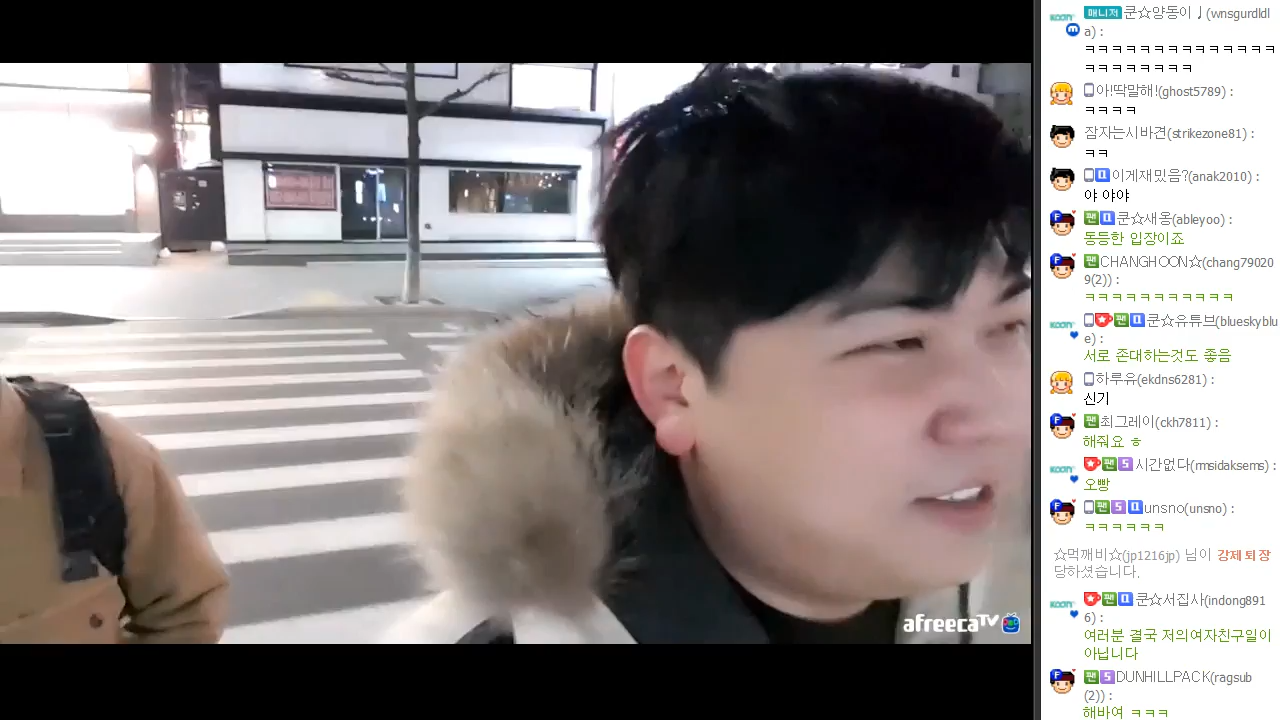 매니저 쿤☆양동이♩(wnsgurdldl
a) :
ㅋㅋㅋㅋㅋㅋㅋㅋㅋㅋㅋㅋㅋㅋ
ㅋㅋㅋㅋㅋㅋㅋㅋ
아!딱말해!(ghost5789) :
ㅋㅋㅋㅋ
잠자는시바견(strikezone81) :
ㅋㅋ
이게재밌음?(anak2010) :
야 야야
팬 쿤☆새옹(ableyoo) :
동등한 입장이죠
팬 CHANGHOON☆(chang79020
9(2)) :
ㅋㅋㅋㅋㅋㅋㅋㅋㅋㅋㅋ
팬 쿤☆유튜브(blueskyblu
e) :
서로 존대하는것도 좋음
하루유(ekdns6281) :
신기
팬 최그레이(ckh7811) :
해줘요 ㅎ
팬 S 시간없다(rmsidaksems) :
오빵
팬 S unsno(unsno) :
ㅋㅋㅋㅋㅋㅋ
☆먹깨비☆(jp1216jp) 님이 강제 퇴장
당하셨습니다.
팬 쿤☆서집사(indong891
6) :
여러분 결국 저의여자친구일이
아닙니다
팬 S DUNHILLPACK(ragsub
(2)) :
해바여 ㅋㅋㅋ
afreecaTV